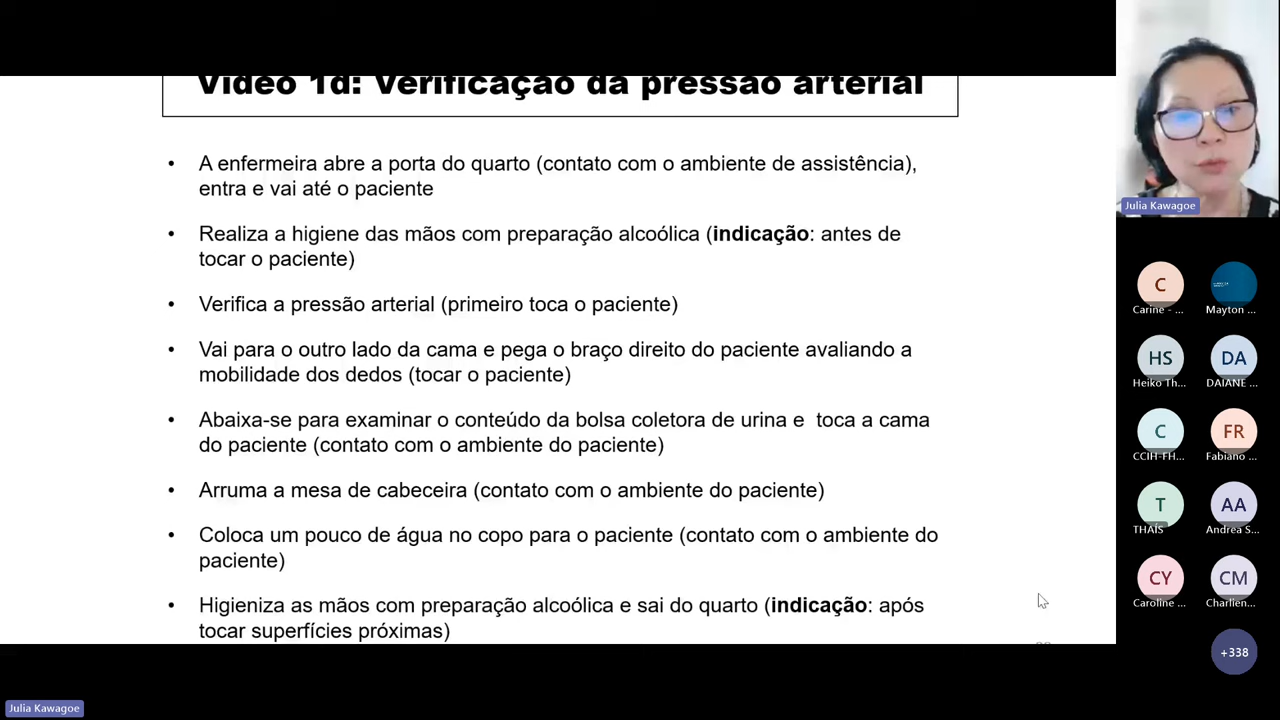 Vídeo 1d: Verificação da pressão arterial
• A enfermeira abre a porta do quarto (contato com o ambiente de assistência),
entra e vai até o paciente
• Realiza a higiene das mãos com preparação alcoólica (indicação: antes de
tocar o paciente)
• Verifica a pressão arterial (primeiro toca o paciente)
• Vai para o outro lado da cama e pega o braço direito do paciente avaliando a
mobilidade dos dedos (tocar o paciente)
• Abaixa-se para examinar o conteúdo da bolsa coletora de urina e toca a cama
do paciente (contato com o ambiente do paciente)
• Arruma a mesa de cabeceira (contato com o ambiente do paciente)
• Coloca um pouco de água no copo para o paciente (contato com o ambiente do
paciente)
• Higieniza as mãos com preparação alcoólica e sai do quarto (indicação: após
tocar superfícies próximas)
Julia Kawagoe
C
Carine - ...
Mayton ...
HS
Heiko Th...
DA
DAIANE ...
C
CCIH-FH...
FR
Fabiano ...
T
THAÍS
AA
Andrea S...
CY
Caroline ...
CM
Charlien...
+338
Julia Kawagoe